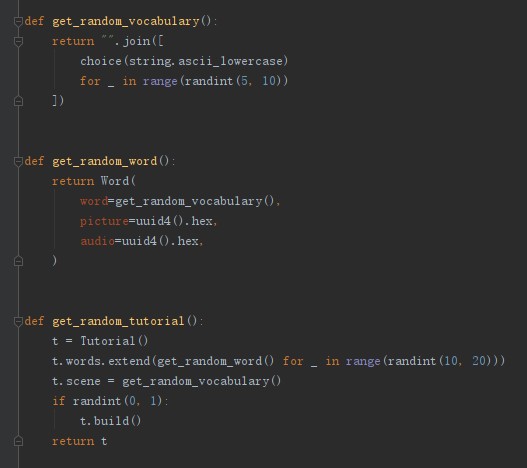 def get_random_vocabulary():
    return "".join([
        choice(string.ascii_lowercase)
        for _ in range(randint(5, 10))
    ])
def get_random_word():
    return Word(
        word=get_random_vocabulary(),
        picture=uuid4().hex,
        audio=uuid4().hex,
    )
def get_random_tutorial():
    t = Tutorial()
    t.words.extend(get_random_word() for _ in range(randint(10, 20)))
    t.scene = get_random_vocabulary()
    if randint(0, 1):
        t.build()
    return t